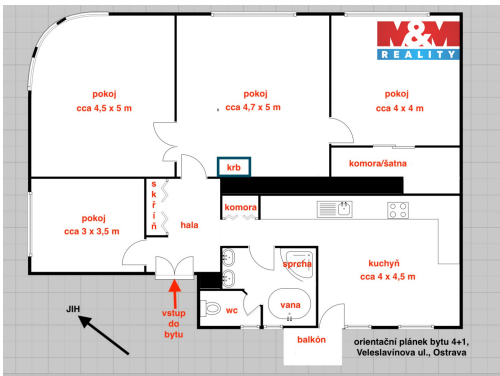 M&M
REALITY
pokoj
cca 4,5 x 5 m
pokoj
cca 4,7 x 5 m
pokoj
cca 4 x 4 m
krb
komora/šatna
skříň
pokoj
cca 3 x 3,5 m
hala
komora
kuchyň
cca 4 x 4,5 m
sprcha
vana
wc
JIH
vstup
do
bytu
balkón
orientační plánek bytu 4+1,
Veleslavínova ul., Ostrava